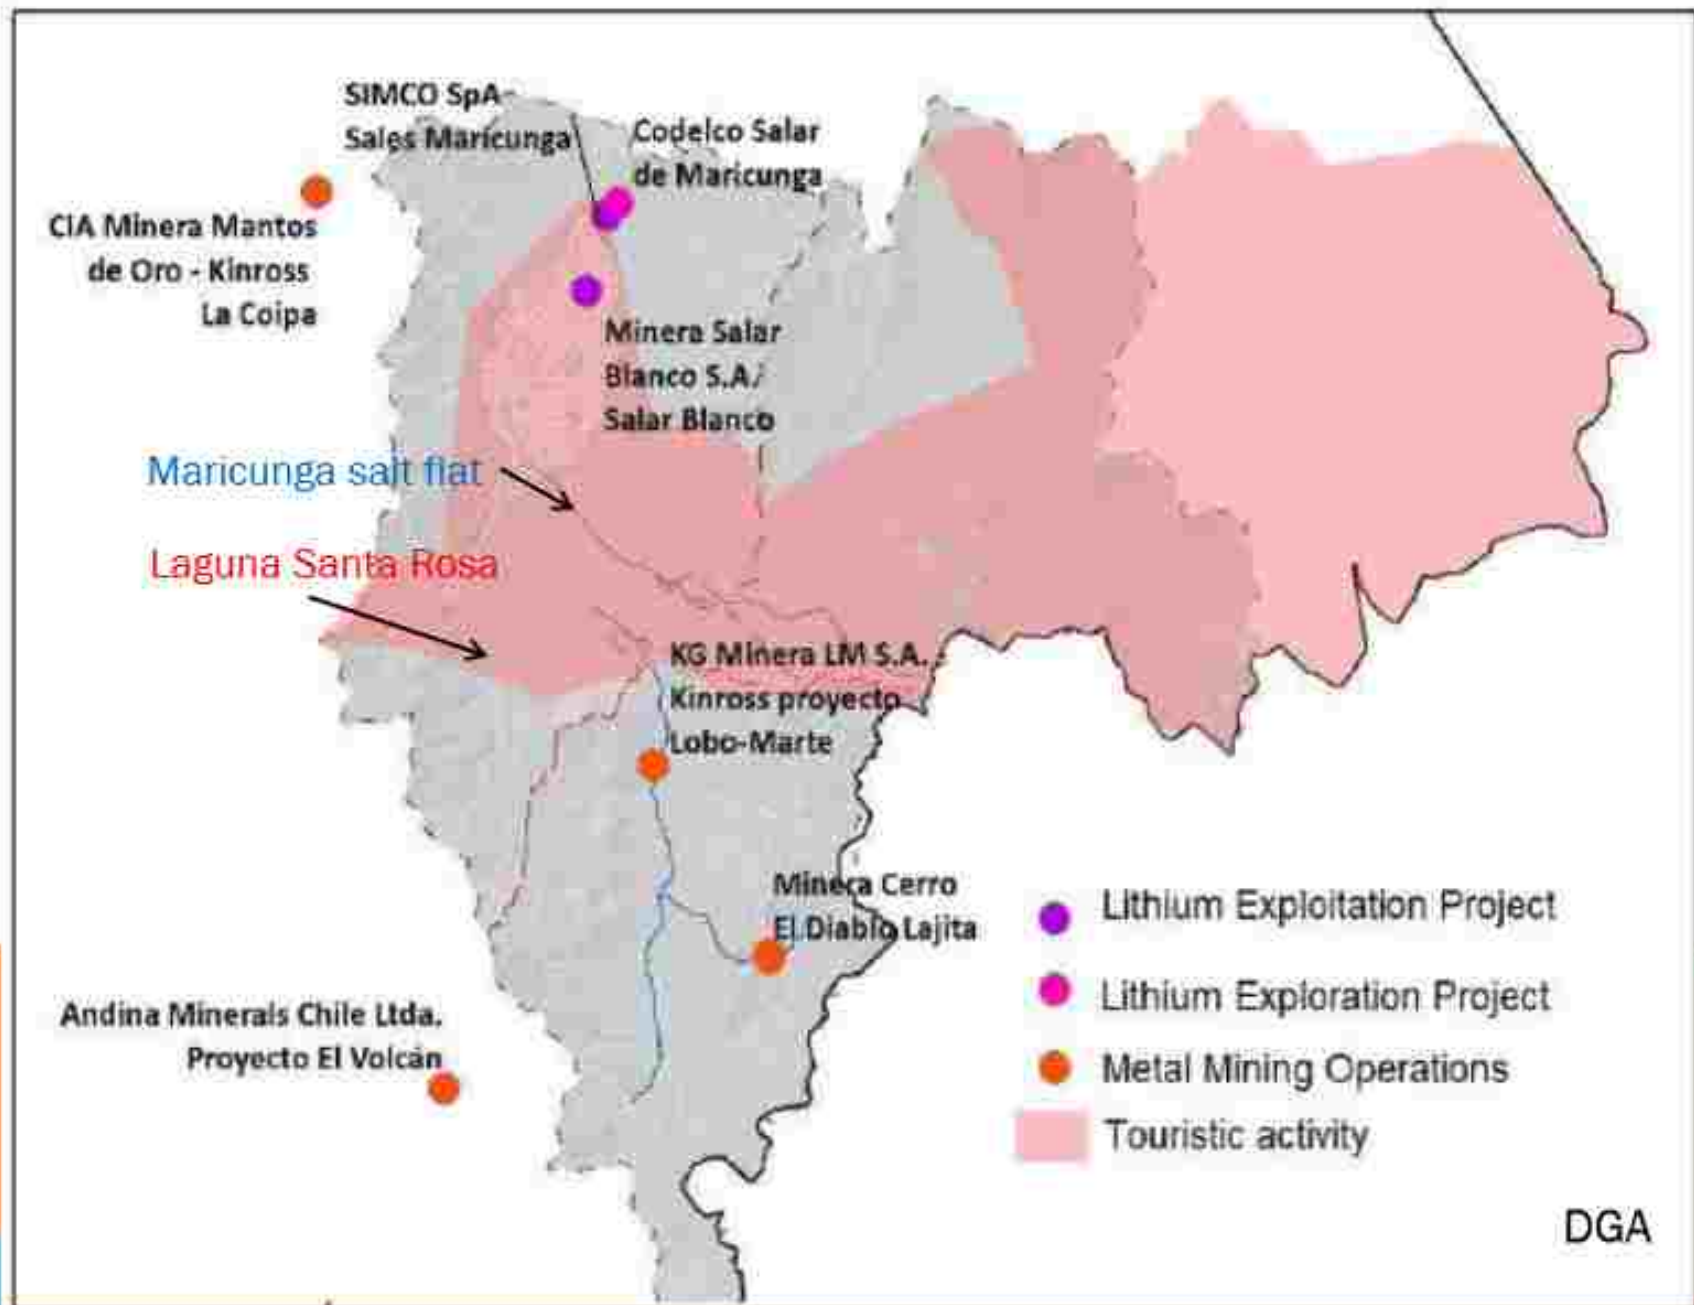 SIMCO SpA-
Sales Maricunga
Codelco Salar
de Maricunga
CIA Minera Mantos
de Oro - Kinross
La Coipa
Minera Salar
Blanco S.A.
Salar Blanco
Maricunga salt flat
Laguna Santa Rosa
KG Minera LM S.A.
Kinross proyecto
Lobo-Marte
Minera Cerro
El Diablo Lajita
Andina Minerals Chile Ltda.
Proyecto El Volcán
Lithium Exploitation Project
Lithium Exploration Project
Metal Mining Operations
Touristic activity
DGA